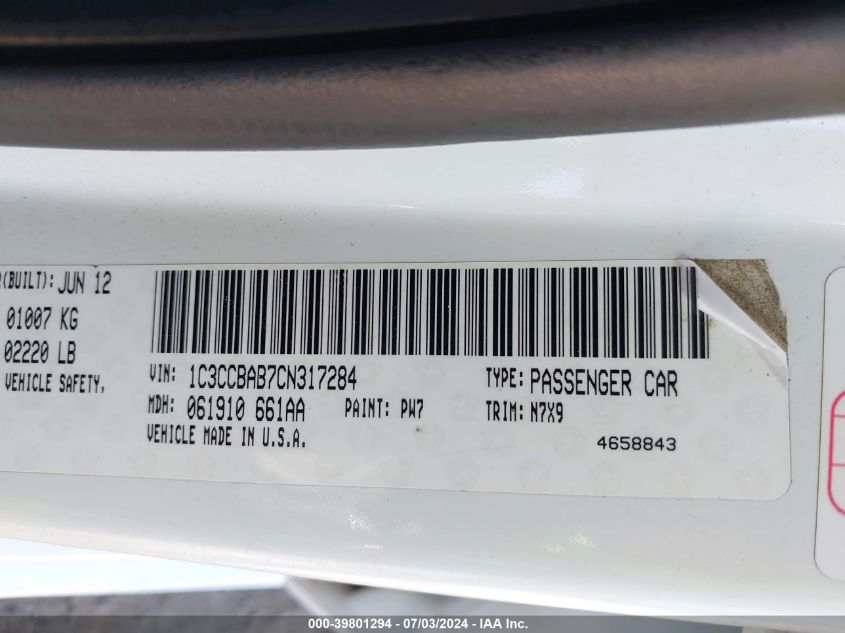 (BUILT): JUN 12
01007 KG
02220 LB
VEHICLE SAFETY,
VIN: 1C3CCBAB7CN317284 TYPE: PASSENGER CAR
MDH: 061910 661AA PAINT: PW7 TRIM: N7X9
VEHICLE MADE IN U.S.A.
4658843
000-39801294 - 07/03/2024 - IAA Inc.